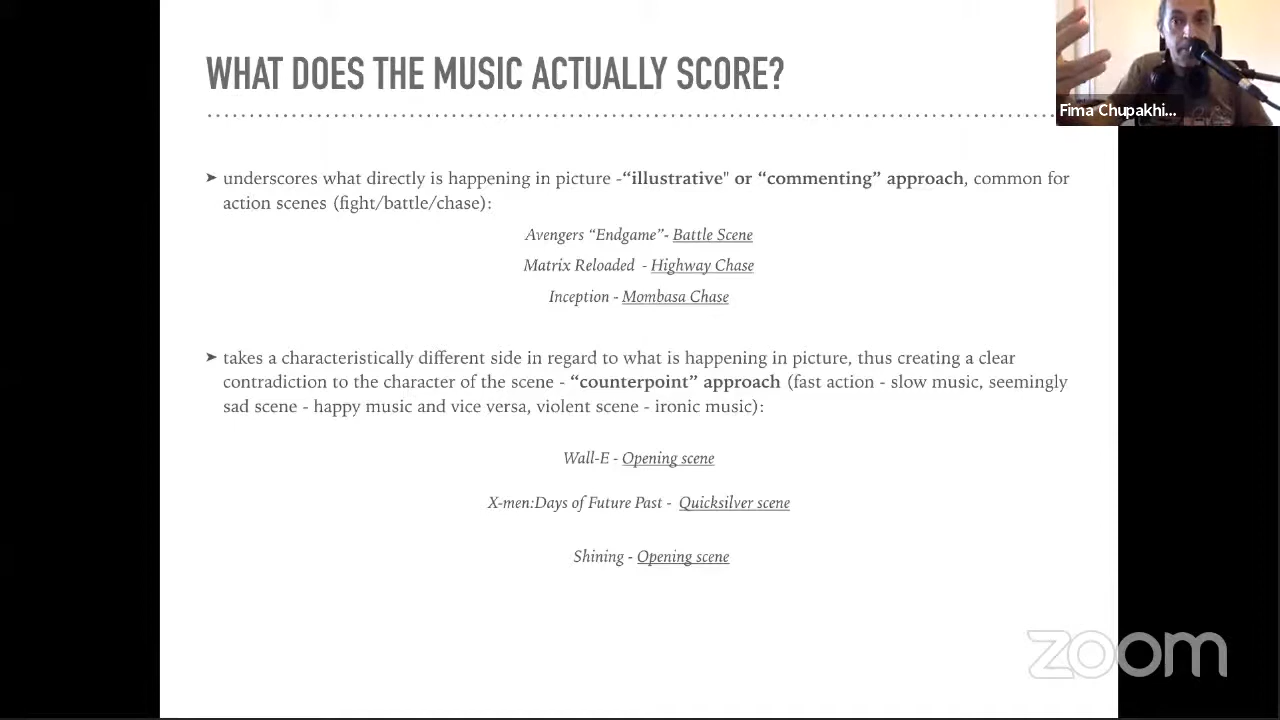 WHAT DOES THE MUSIC ACTUALLY SCORE?
Fima Chupakhi...
➤ underscores what directly is happening in picture -“illustrative" or “commenting” approach, common for
action scenes (fight/battle/chase):
Avengers “Endgame”- Battle Scene
Matrix Reloaded - Highway Chase
Inception - Mombasa Chase
➤ takes a characteristically different side in regard to what is happening in picture, thus creating a clear
contradiction to the character of the scene - “counterpoint” approach (fast action - slow music, seemingly
sad scene - happy music and vice versa, violent scene - ironic music):
Wall-E - Opening scene
X-men:Days of Future Past - Quicksilver scene
Shining - Opening scene
zoom